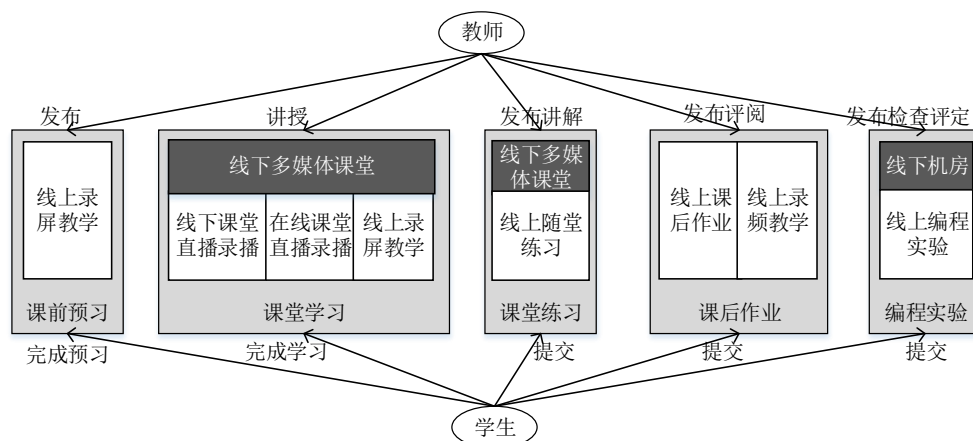 教师
发布
讲授
发布讲解
发布评阅
发布检查评定
线上录
屏教学
课前预习
线下多媒体课堂
线下课堂
直播录播
在线课堂
直播录播
线上录
屏教学
课堂学习
线下多媒
体课堂
线上随堂
练习
课堂练习
线上课
后作业
线上录
频教学
课后作业
线下机房
线上编程
实验
编程实验
完成预习
完成学习
提交
提交
提交
学生